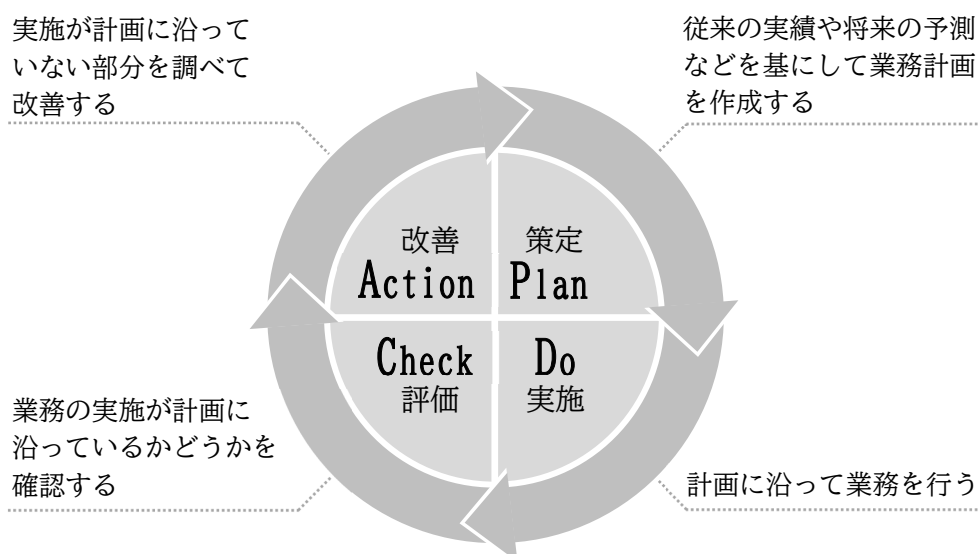 実施が計画に沿って
いない部分を調べて
改善する
従来の実績や将来の予測
などを基にして業務計画
を作成する
改善
Action
策定
Plan
Check
評価
Do
実施
業務の実施が計画に
沿っているかどうかを
確認する
計画に沿って業務を行う